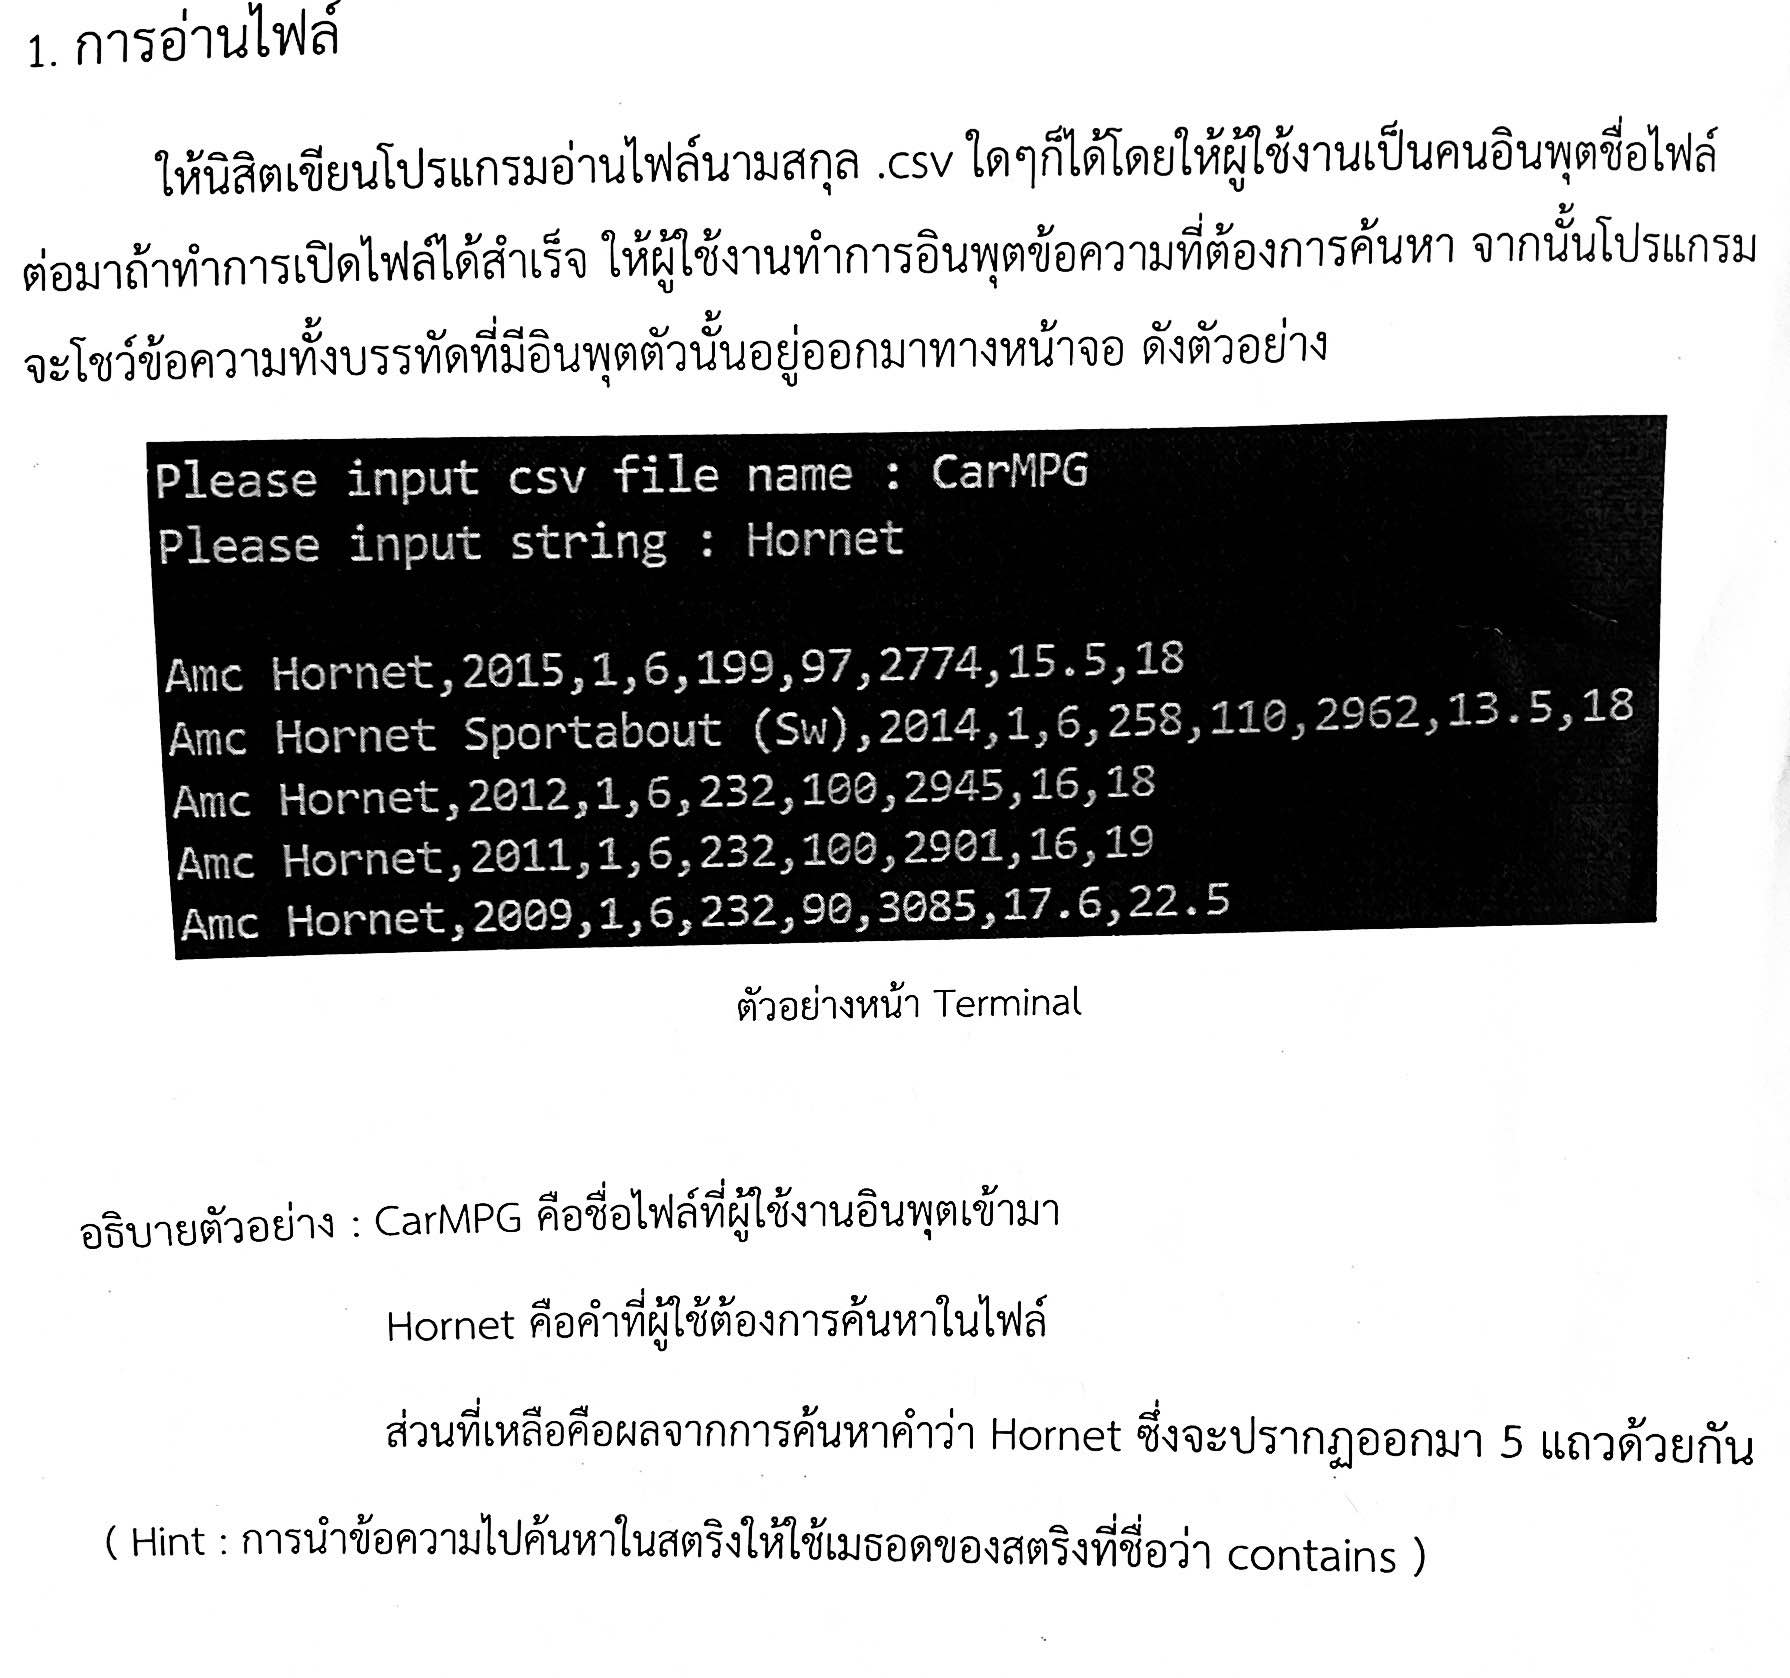 1. การอ่านไฟล์
ให้นิสิตเขียนโปรแกรมอ่านไฟล์นามสกุล .csv ใดๆก็ได้โดยให้ผู้ใช้งานเป็นคนอินพุตชื่อไฟล์
ต่อมาถ้าทำการเปิดไฟล์ได้สำเร็จ ให้ผู้ใช้งานทำการอินพุตข้อความที่ต้องการค้นหา จากนั้นโปรแกรม
จะโชว์ข้อความทั้งบรรทัดที่มีอินพุตตัวนั้นอยู่ออกมาทางหน้าจอ ดังตัวอย่าง
Please input csv file name : CarMPG
Please input string : Hornet
Amc Hornet,2015,1,6,199,97,2774,15.5,18
Amc Hornet Sportabout (Sw),2014,1,6,258,110,2962,13.5,18
Amc Hornet,2012,1,6,232,100,2945,16,18
Amc Hornet,2011,1,6,232,100,2901,16,19
Amc Hornet,2009,1,6,232,90,3085,17.6,22.5
ตัวอย่างหน้า Terminal
อธิบายตัวอย่าง : CarMPG คือชื่อไฟล์ที่ผู้ใช้งานอินพุตเข้ามา
Hornet คือคำที่ผู้ใช้ต้องการค้นหาในไฟล์
ส่วนที่เหลือคือผลจากการค้นหาคำว่า Hornet ซึ่งจะปรากฏออกมา 5 แถวด้วยกัน
( Hint : การนำข้อความไปค้นหาในสตริงให้ใช้เมธอดของสตริงที่ชื่อว่า contains )